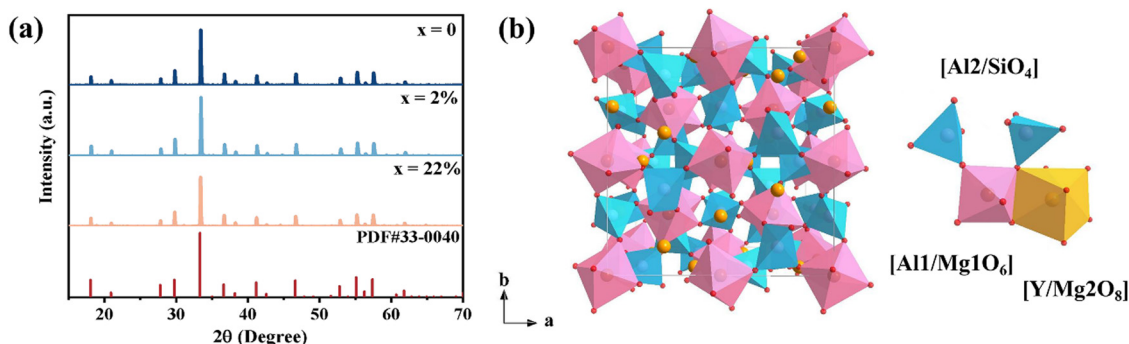 (a)
x = 0
x = 2%
x = 22%
PDF#33-0040
Intensity (a.u.)
20 30 40 50 60 70
2θ (Degree)
(b)
b
a
[Al2/SiO₄]
[Al1/Mg1O₆]
[Y/Mg2O₈]